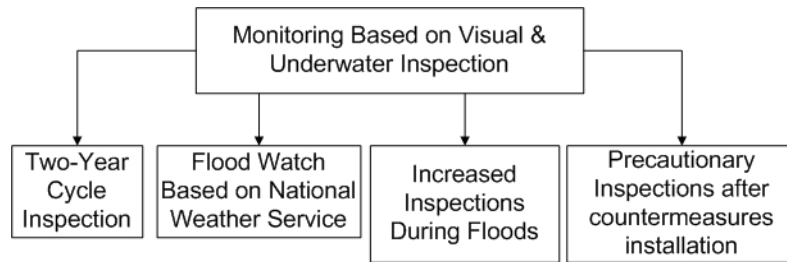 Monitoring Based on Visual &
Underwater Inspection
Two-Year
Cycle
Inspection
Flood Watch
Based on National
Weather Service
Increased
Inspections
During Floods
Precautionary
Inspections after
countermeasures
installation